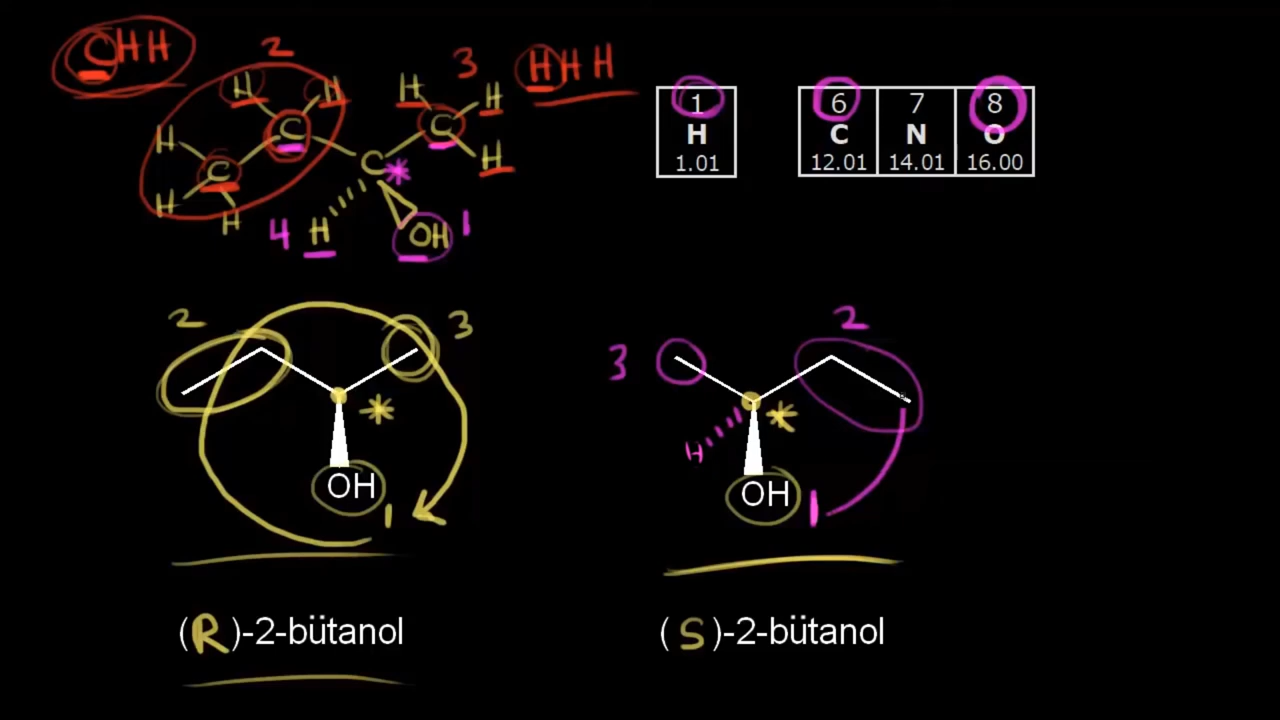 CHH 2 3 HHH
H H H H
H C C C C * H
H H 4 H OH 1
1 6 7 8
H C N O
1.01 12.01 14.01 16.00
2 3 3 2
* H *
OH 1 OH 1
(R)-2-bütanol (S)-2-bütanol